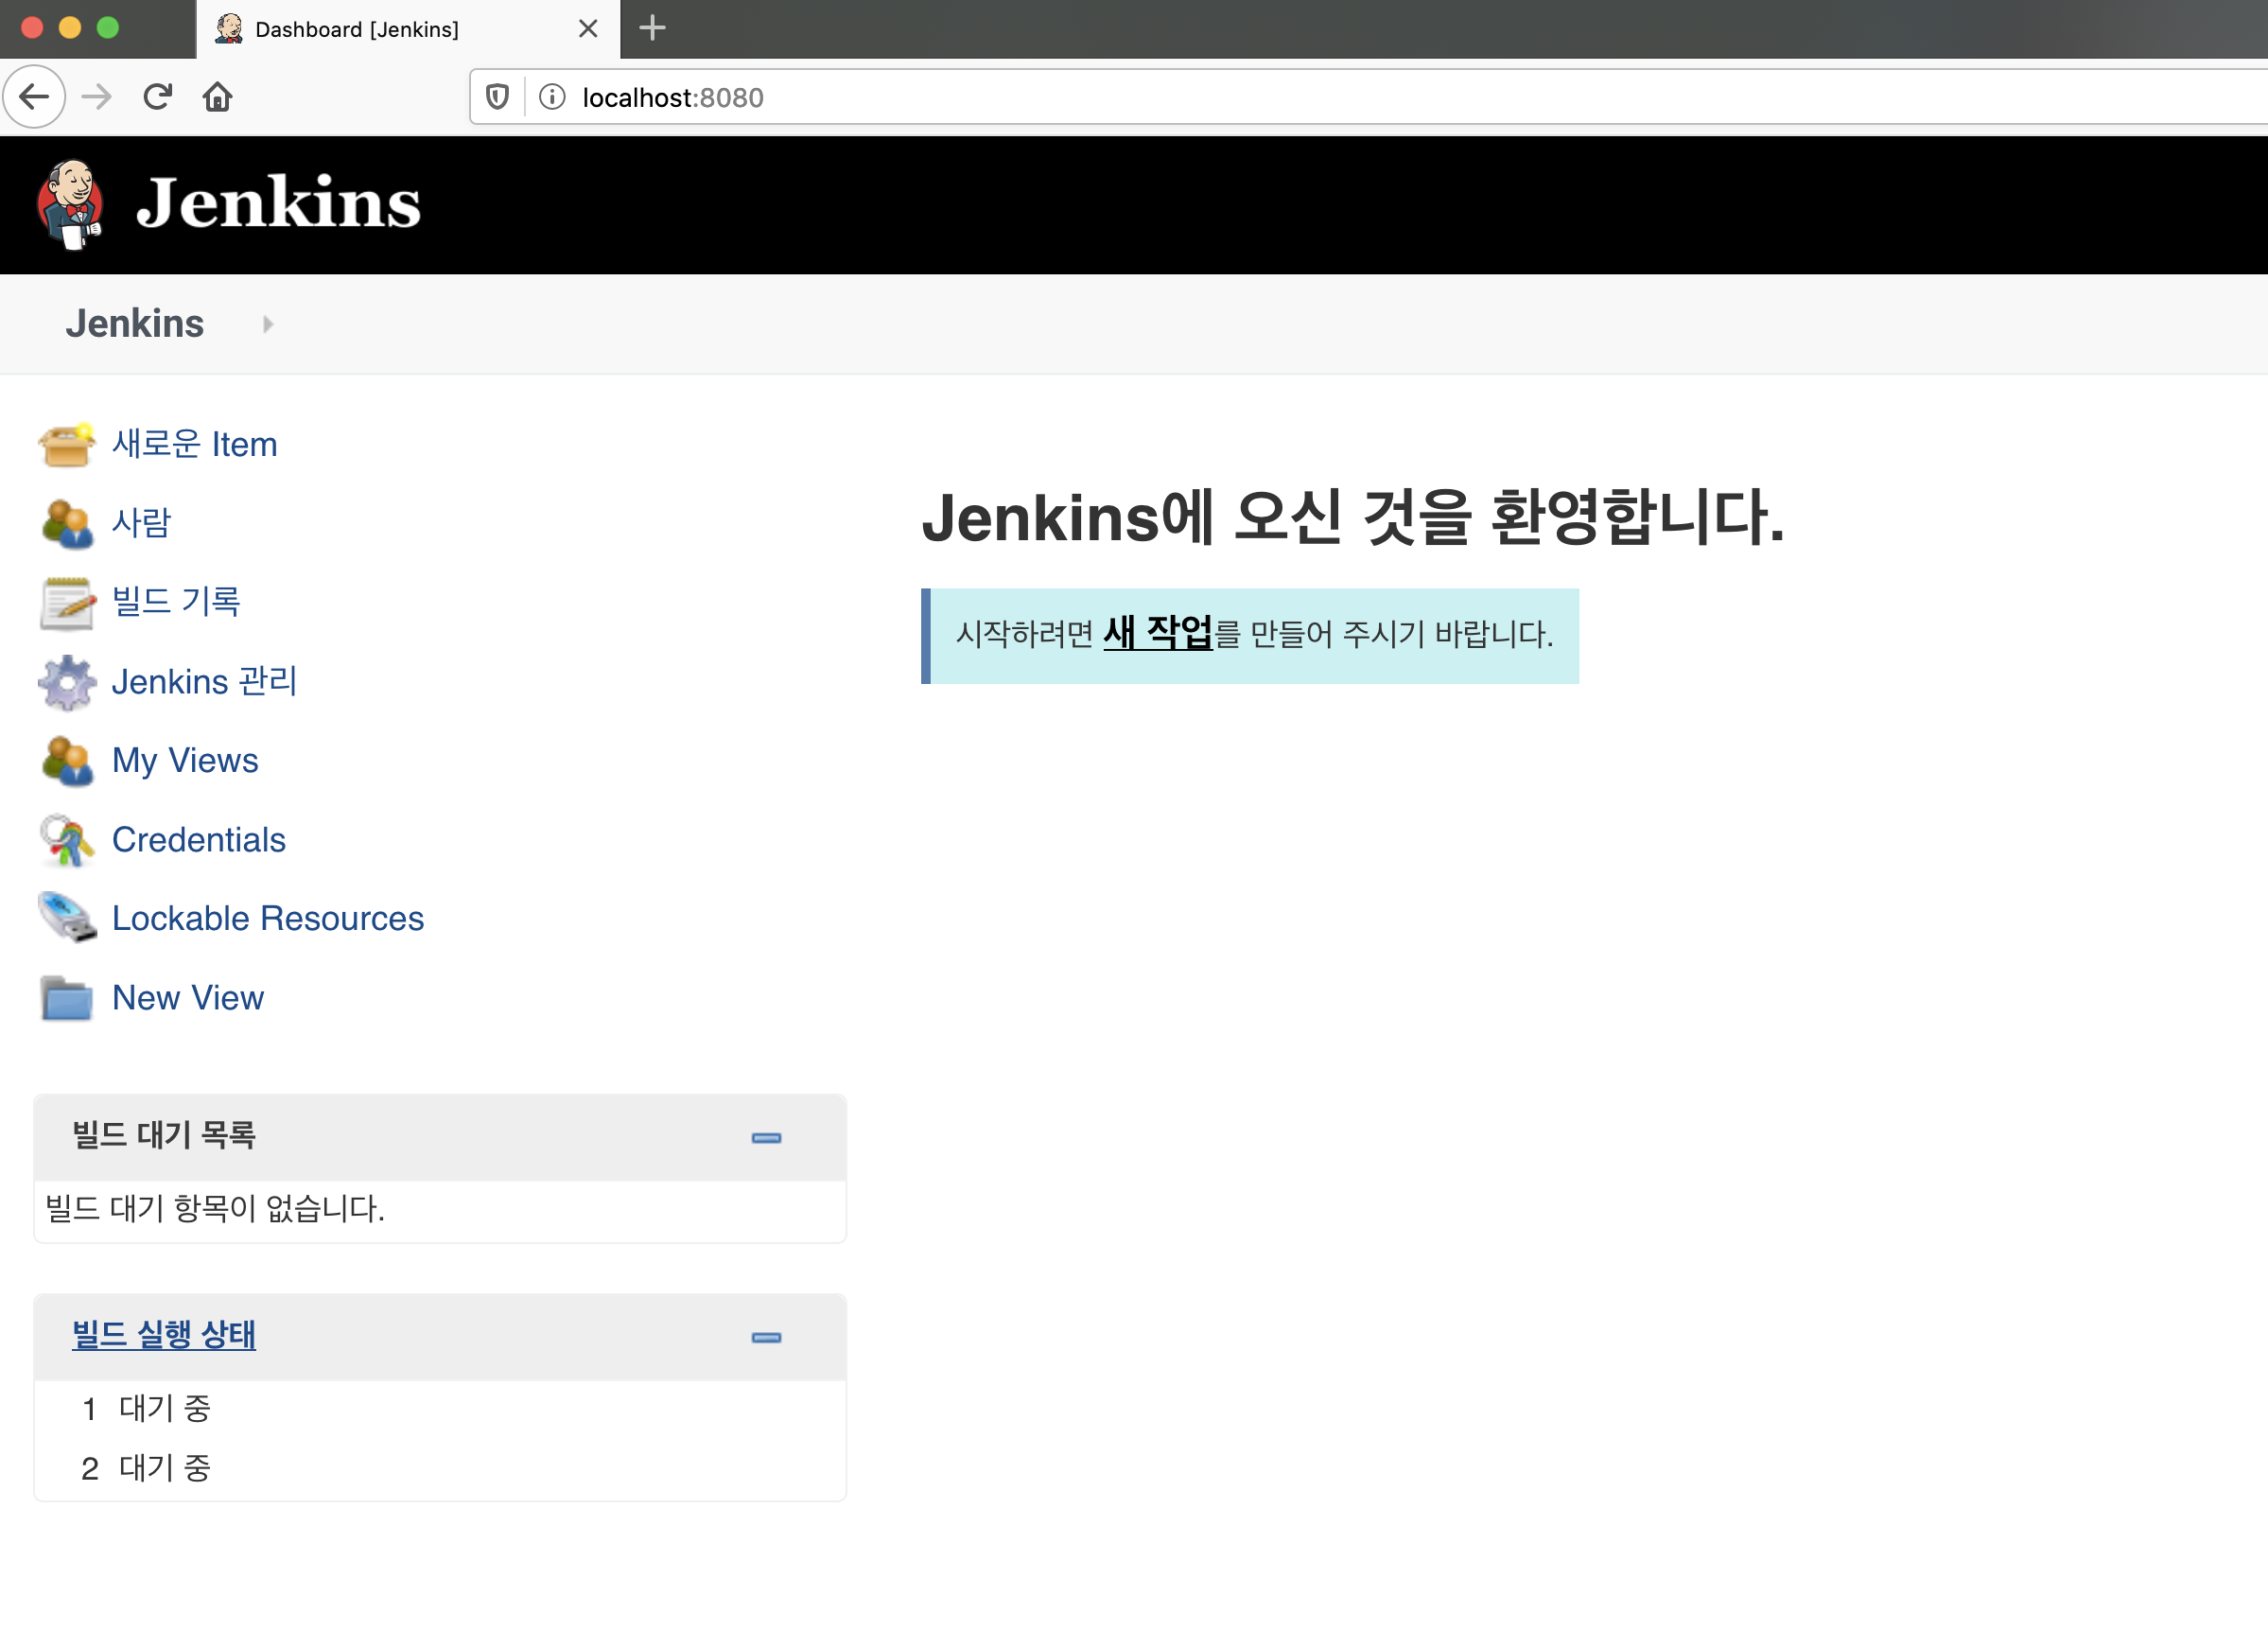 Dashboard [Jenkins]
localhost:8080
Jenkins
Jenkins
새로운 Item
사람
빌드 기록
Jenkins 관리
My Views
Credentials
Lockable Resources
New View
빌드 대기 목록
빌드 대기 항목이 없습니다.
빌드 실행 상태
1 대기 중
2 대기 중
Jenkins에 오신 것을 환영합니다.
시작하려면 새 작업를 만들어 주시기 바랍니다.